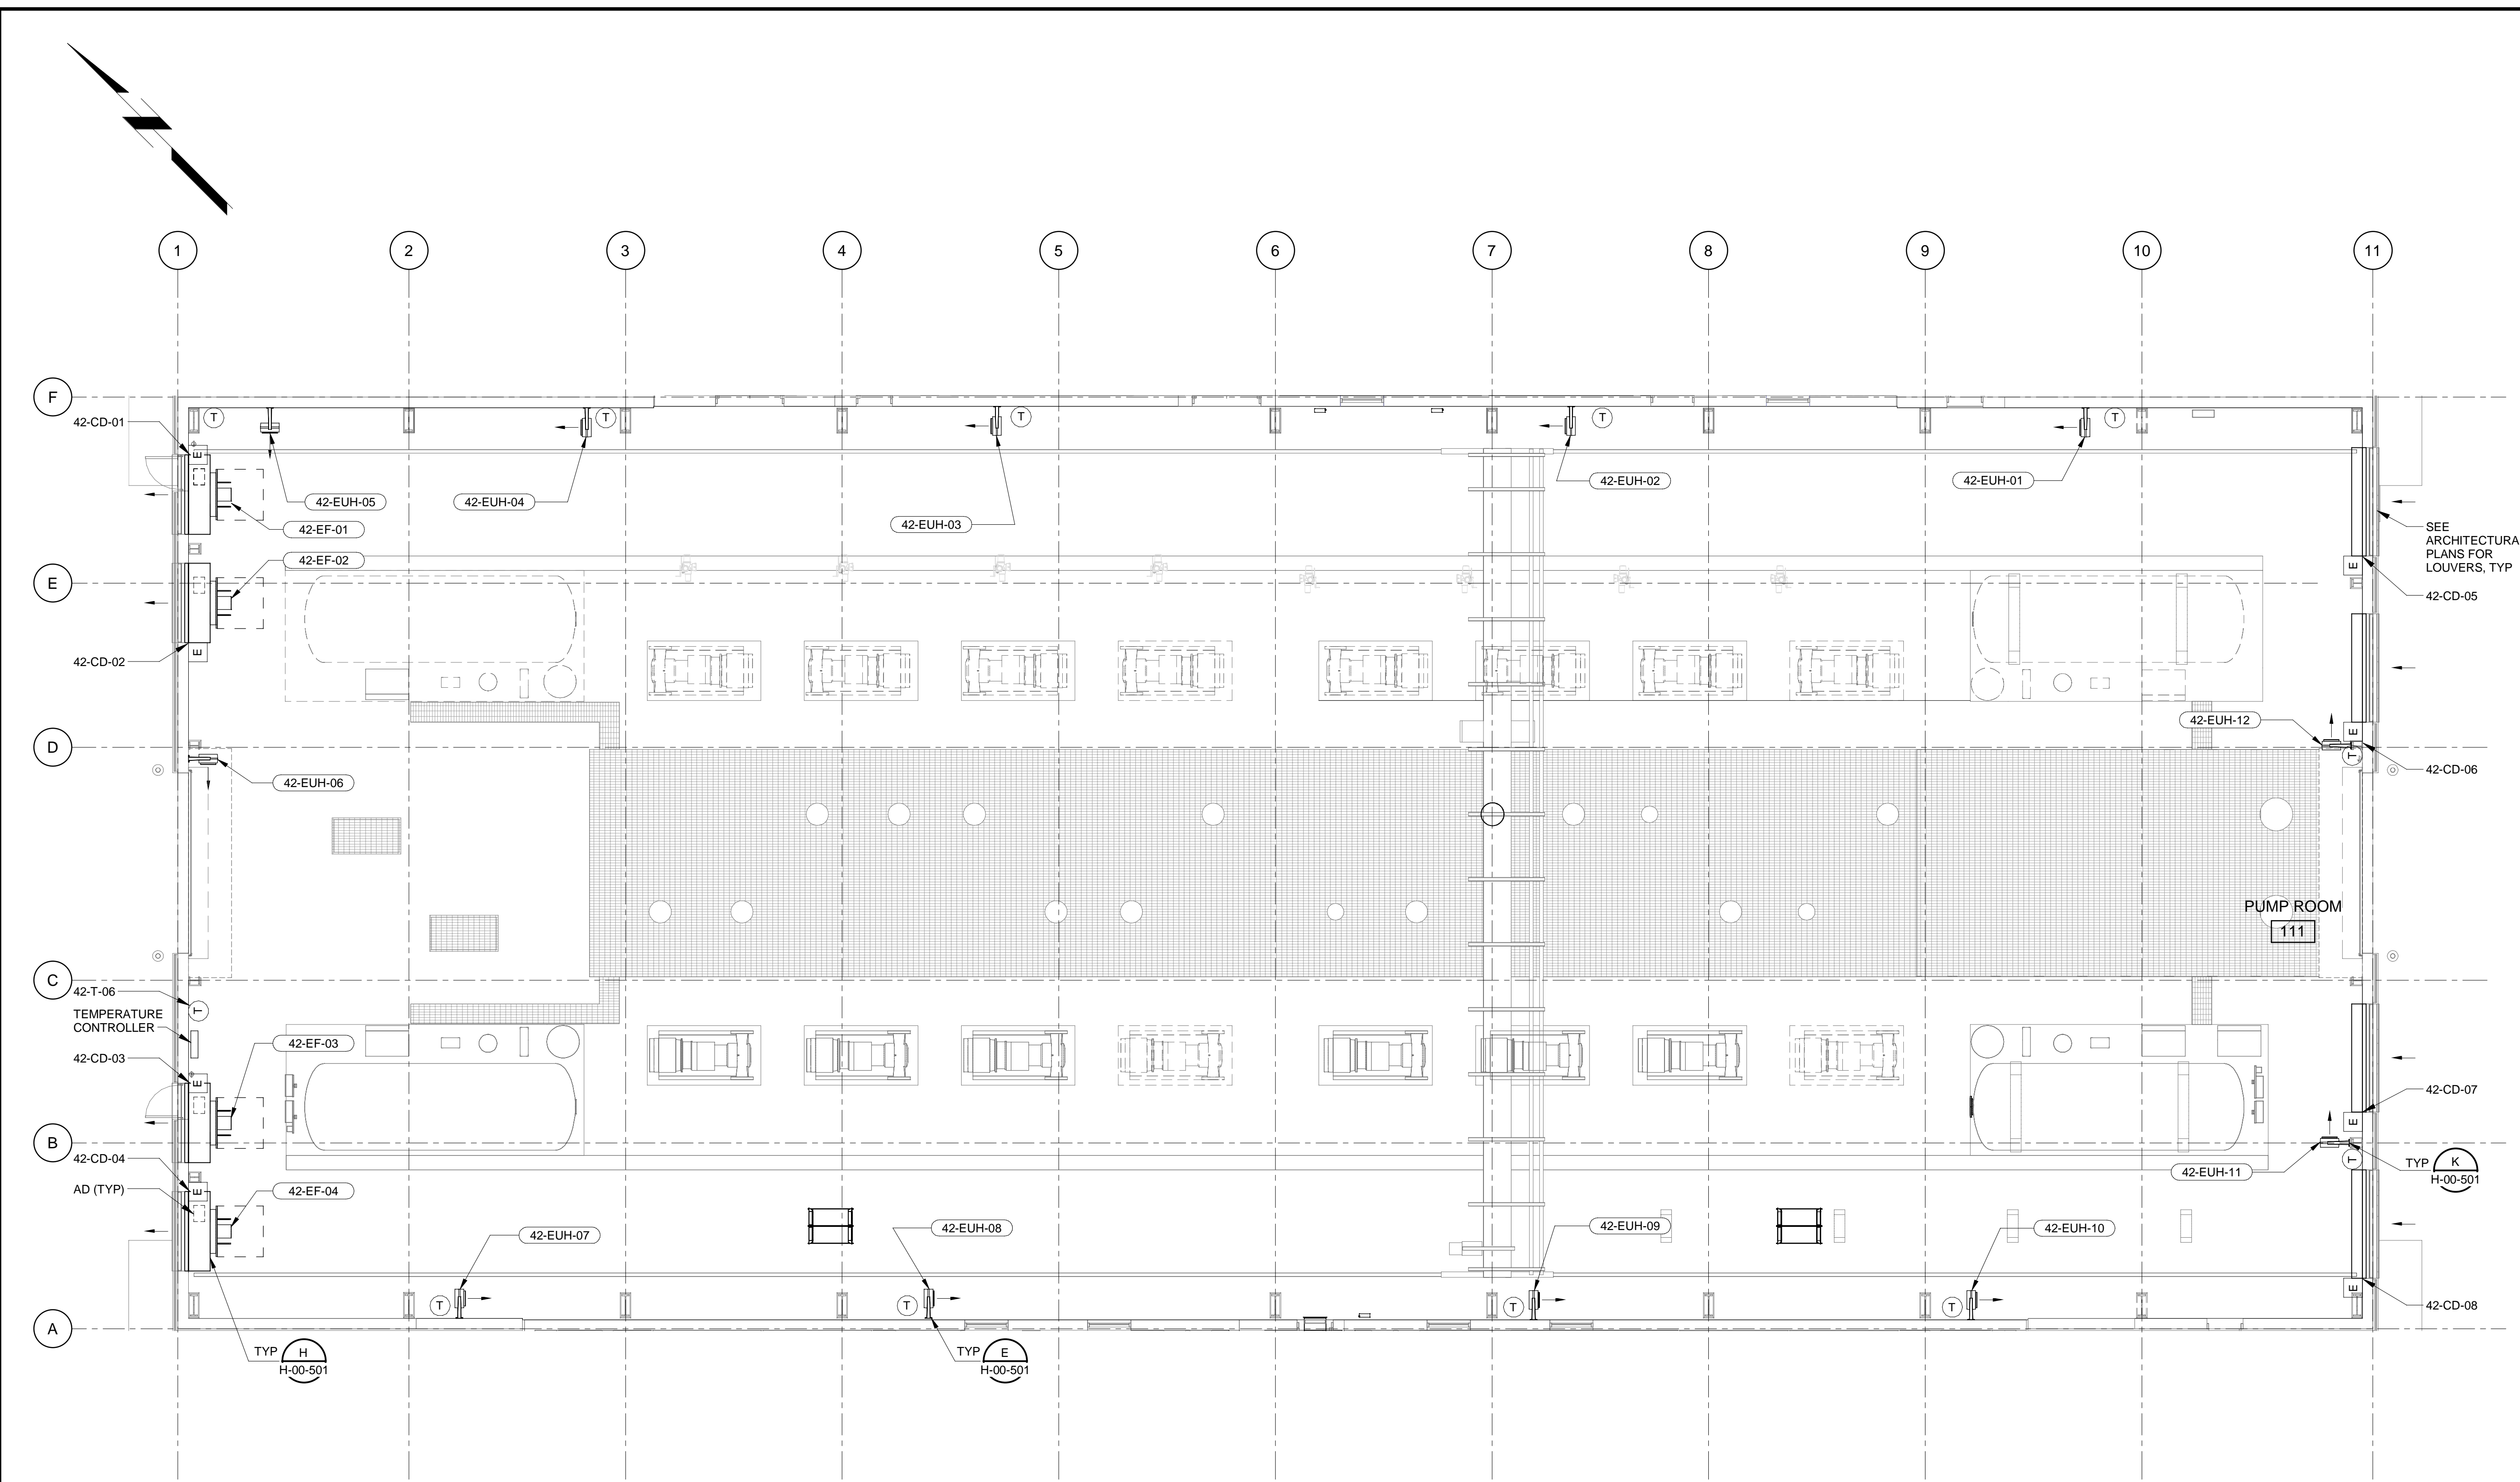 1
2
3
4
5
6
7
8
9
10
11
F
42-CD-01
T
T
T
T
T
E
42-EUH-05
42-EUH-04
42-EUH-03
42-EUH-02
42-EUH-01
42-EF-01
42-EF-02
SEE
ARCHITECTURA
PLANS FOR
LOUVERS, TYP
E
E
42-CD-05
42-CD-02
E
D
42-EUH-12
E
T
42-CD-06
42-EUH-06
PUMP ROOM
111
C
42-T-06
T
TEMPERATURE
CONTROLLER
42-EF-03
42-CD-03
E
42-CD-07
E
B
42-CD-04
T
42-EUH-11
TYP
K
H-00-501
AD (TYP)
E
42-EF-04
42-EUH-07
42-EUH-08
42-EUH-09
42-EUH-10
E
42-CD-08
T
T
T
T
A
TYP
H
H-00-501
TYP
E
H-00-501